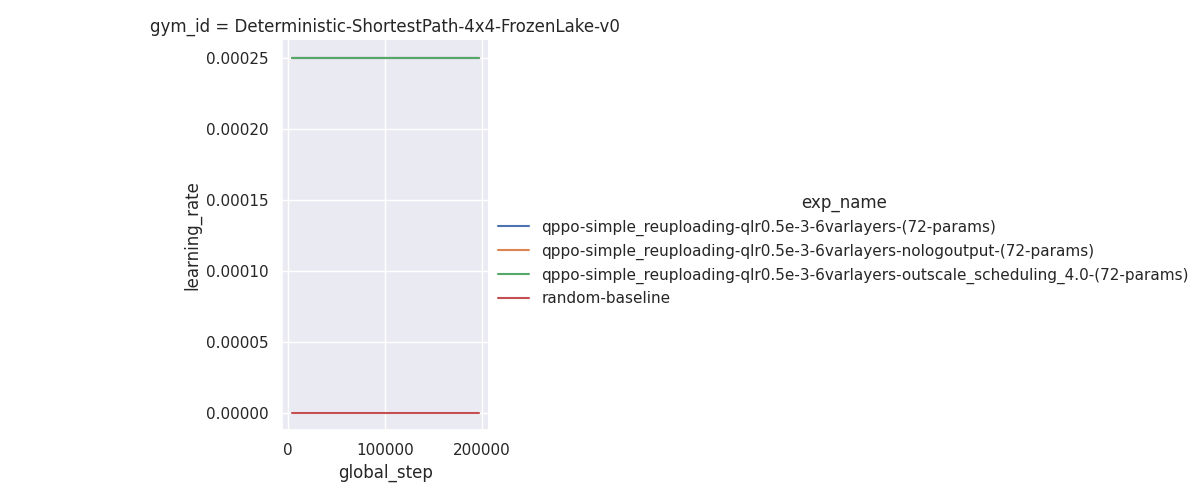 gym_id = Deterministic-ShortestPath-4x4-FrozenLake-v0
0.00025
0.00020
0.00015
0.00010
0.00005
0.00000
learning_rate
0 100000 200000
global_step
exp_name
qppo-simple_reuploading-qlr0.5e-3-6varlayers-(72-params)
qppo-simple_reuploading-qlr0.5e-3-6varlayers-nologoutput-(72-params)
qppo-simple_reuploading-qlr0.5e-3-6varlayers-outscale_scheduling_4.0-(72-params)
random-baseline